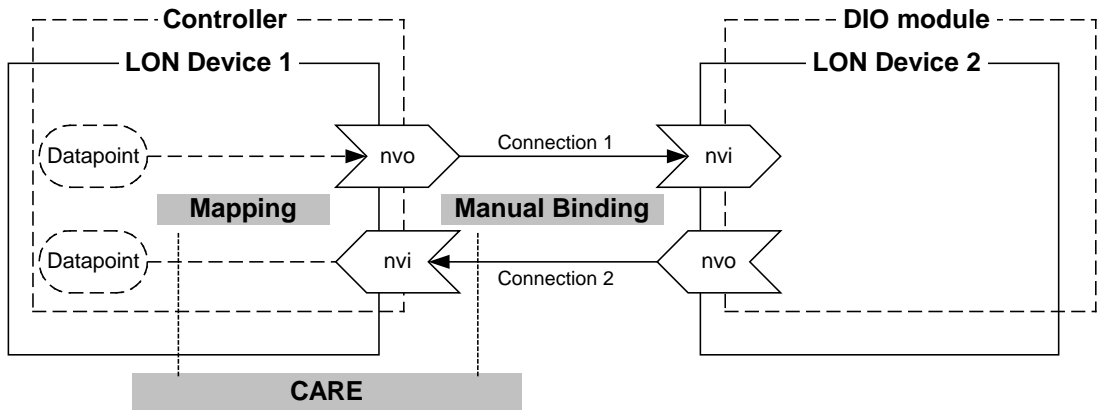 Controller
DIO module
LON Device 1
LON Device 2
Datapoint
nvo
Connection 1
nvi
Mapping
Manual Binding
Datapoint
nvi
Connection 2
nvo
CARE